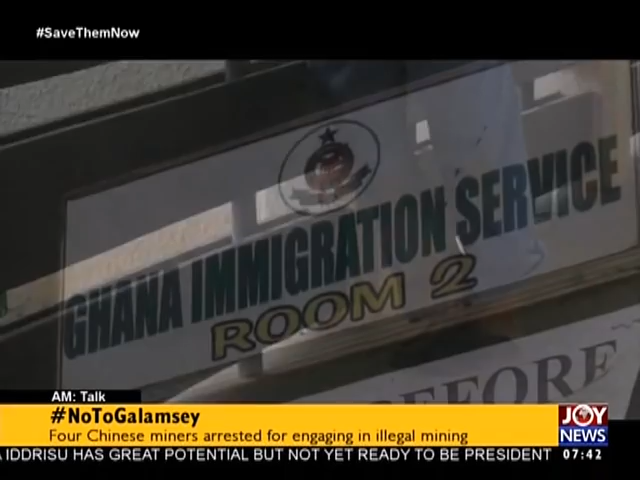 #SaveThemNow
GHANA IMMIGRATION SERVICE
ROOM 2
BEFORE
AM: Talk
#NoToGalamsey
Four Chinese miners arrested for engaging in illegal mining
JOY
NEWS
A IDDRISU HAS GREAT POTENTIAL BUT NOT YET READY TO BE PRESIDENT
07:42